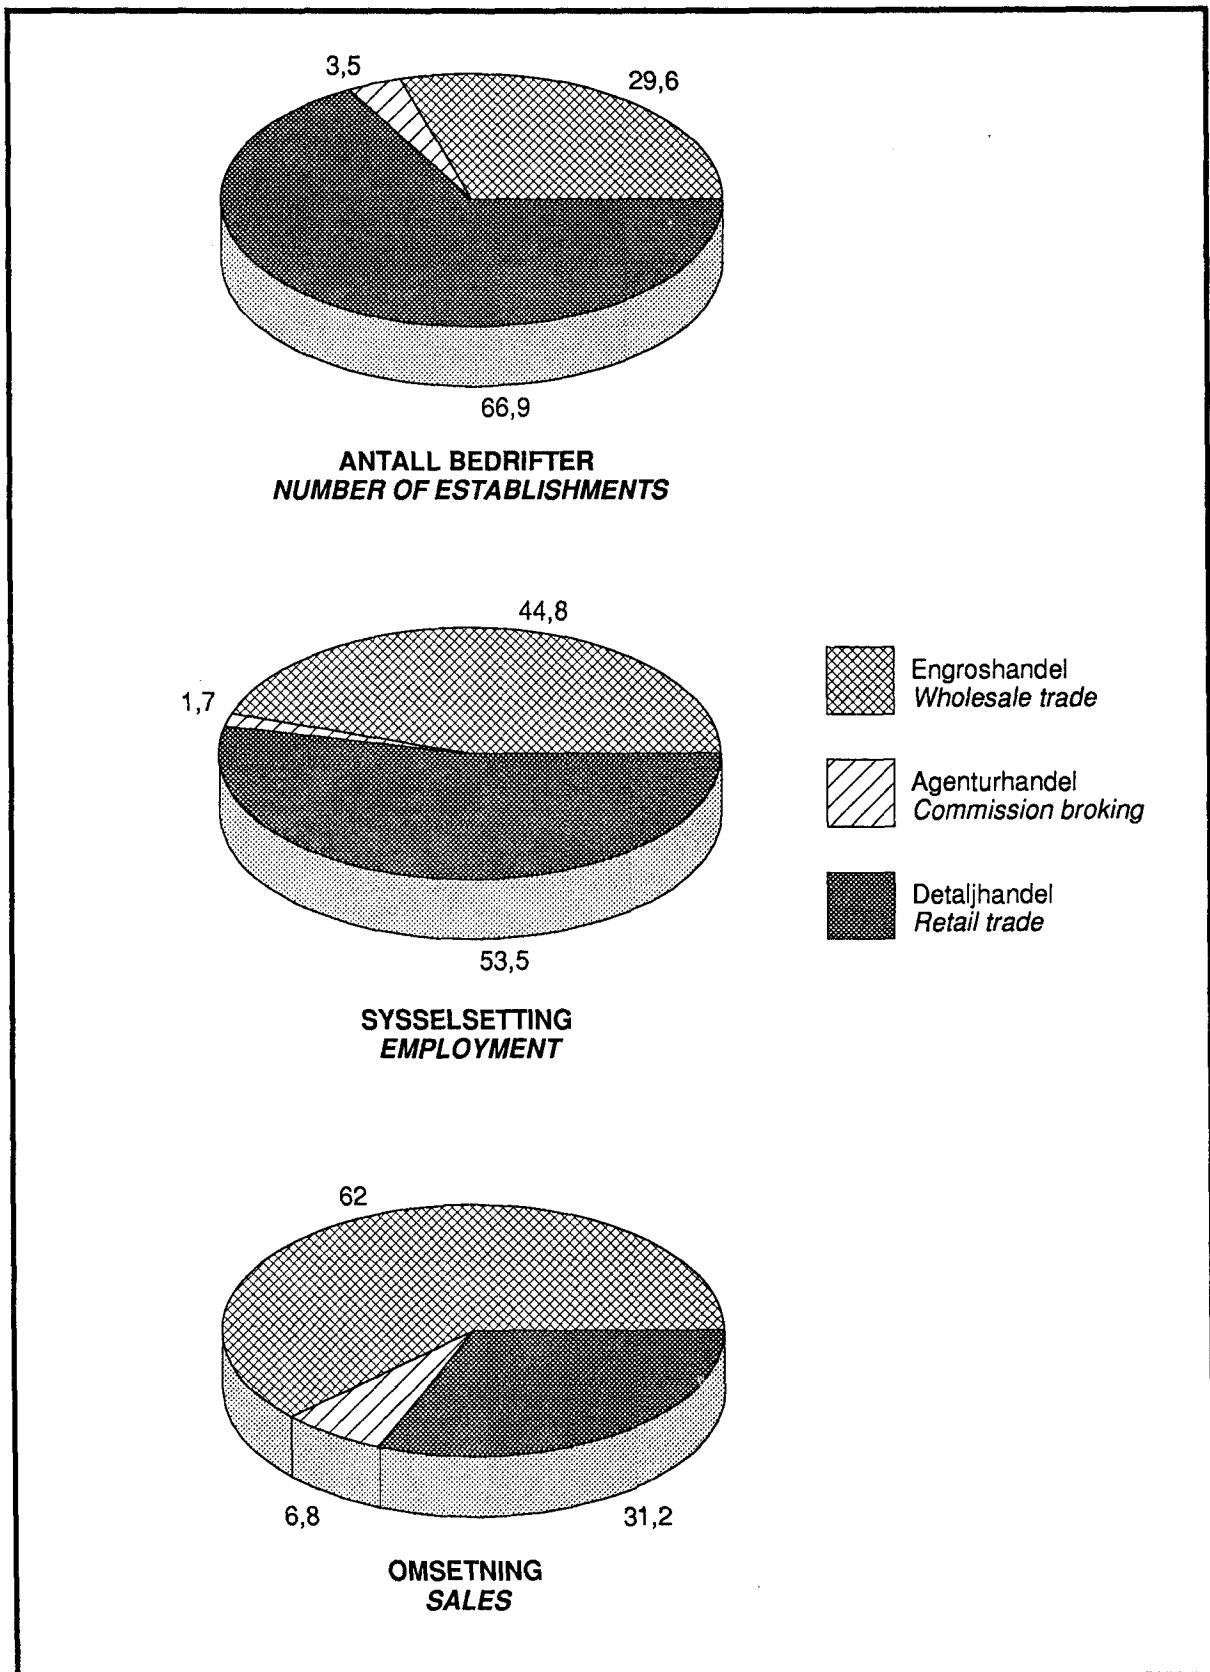 3,5
29,6
66,9
ANTALL BEDRIFTER
NUMBER OF ESTABLISHMENTS
44,8
1,7
53,5
SYSSELSETTING
EMPLOYMENT
Engroshandel
Wholesale trade
Agenturhandel
Commission broking
Detaljhandel
Retail trade
62
6,8
31,2
OMSETNING
SALES